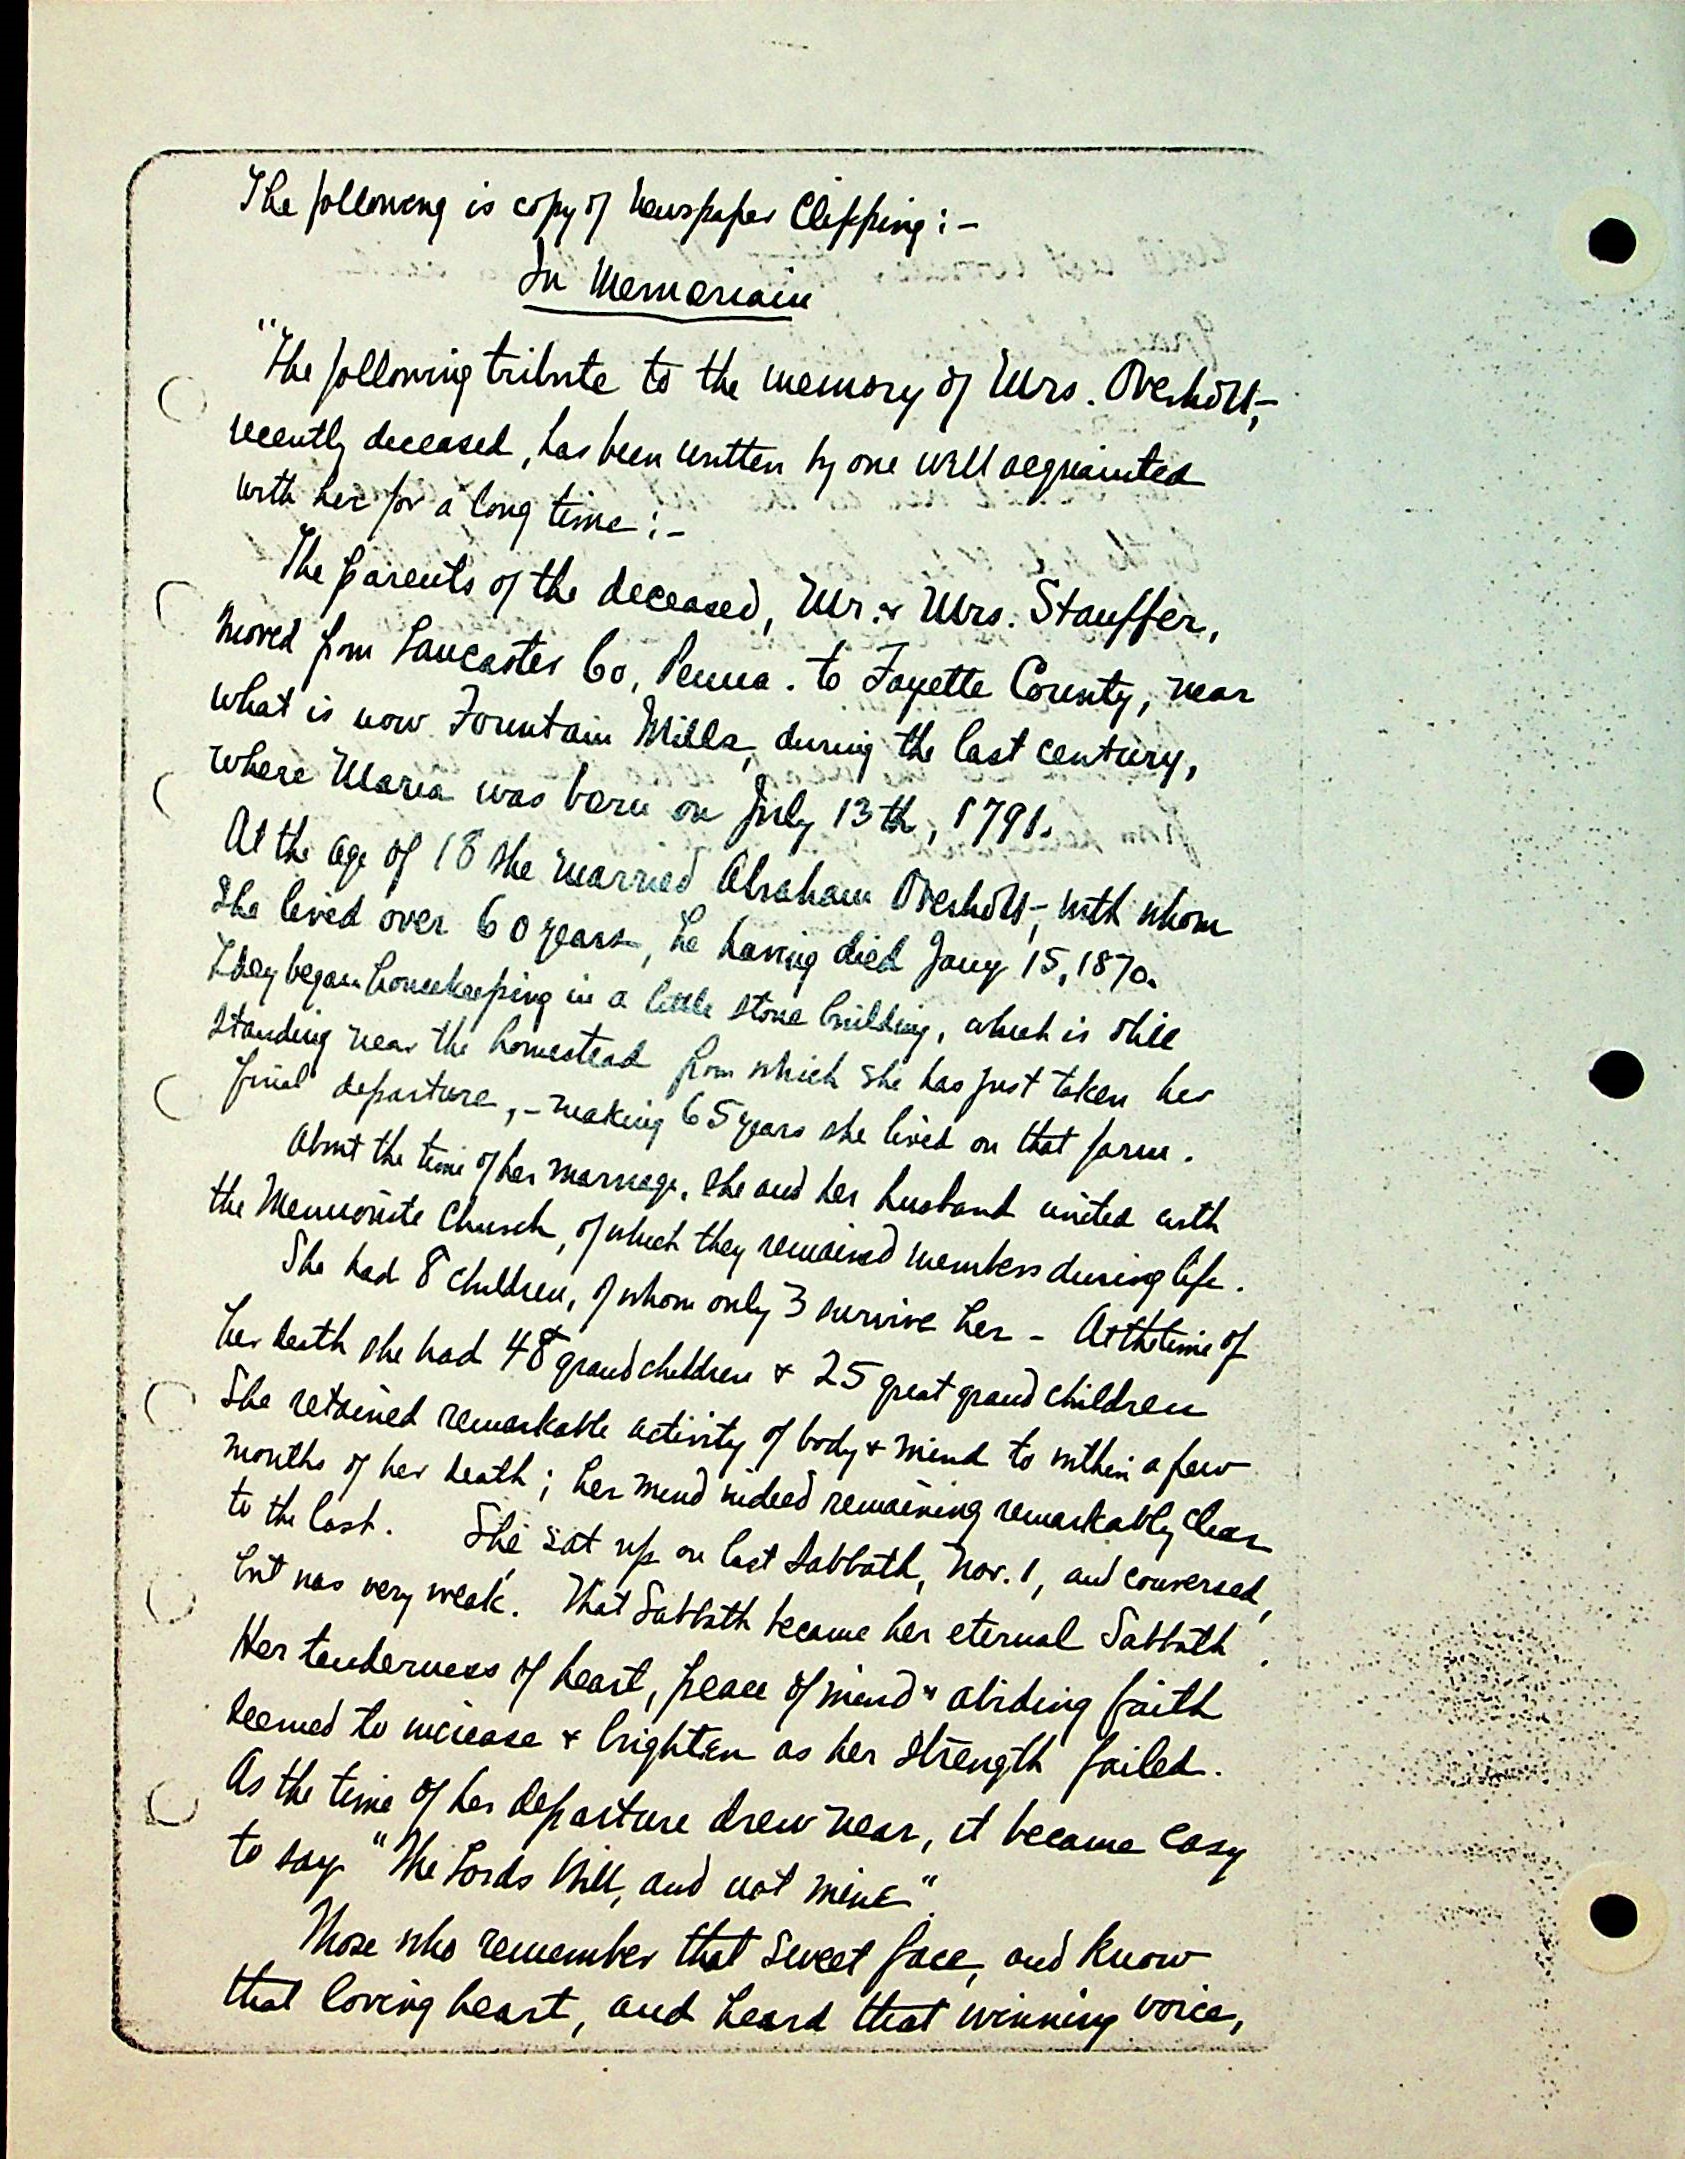 The following is copy of Newspaper Clipping :-
In Memoriam
"The following tribute to the memory of Mrs. Overholt,
recently deceased, has been written by one well acquainted
with her for a long time :-
The parents of the deceased, Mr. & Mrs. Stauffer,
moved from Lancaster Co, Penna. to Fayette County, near
what is now Fountain Mills, during the last century,
where Maria was born on July 13th, 1791.
At the age of 18 she married Abraham Overholt, with whom
she lived over 60 years, he having died Jany 15, 1870.
They began housekeeping in a little stone building, which is still
standing near the homestead from which she has just taken her
final departure, - making 65 years she lived on that farm.
About the time of her marriage, she and her husband united with
the Mennonite Church, of which they remained members during life.
She had 8 children, of whom only 3 survive her - At the time of
her death she had 48 grandchildren & 25 great grand children
She retained remarkable activity of body & mind to within a few
months of her death; her mind indeed remaining remarkably clear
to the last. She sat up on last Sabbath, Nov. 1, and conversed,
but was very weak. That Sabbath became her eternal Sabbath.
Her tenderness of heart, peace of mind & abiding faith
seemed to increase & brighten as her strength failed.
As the time of her departure drew near, it became easy
to say "The Lords Will, and not mine".
Those who remember that sweet face, and know
that loving heart, and heard that winning voice,